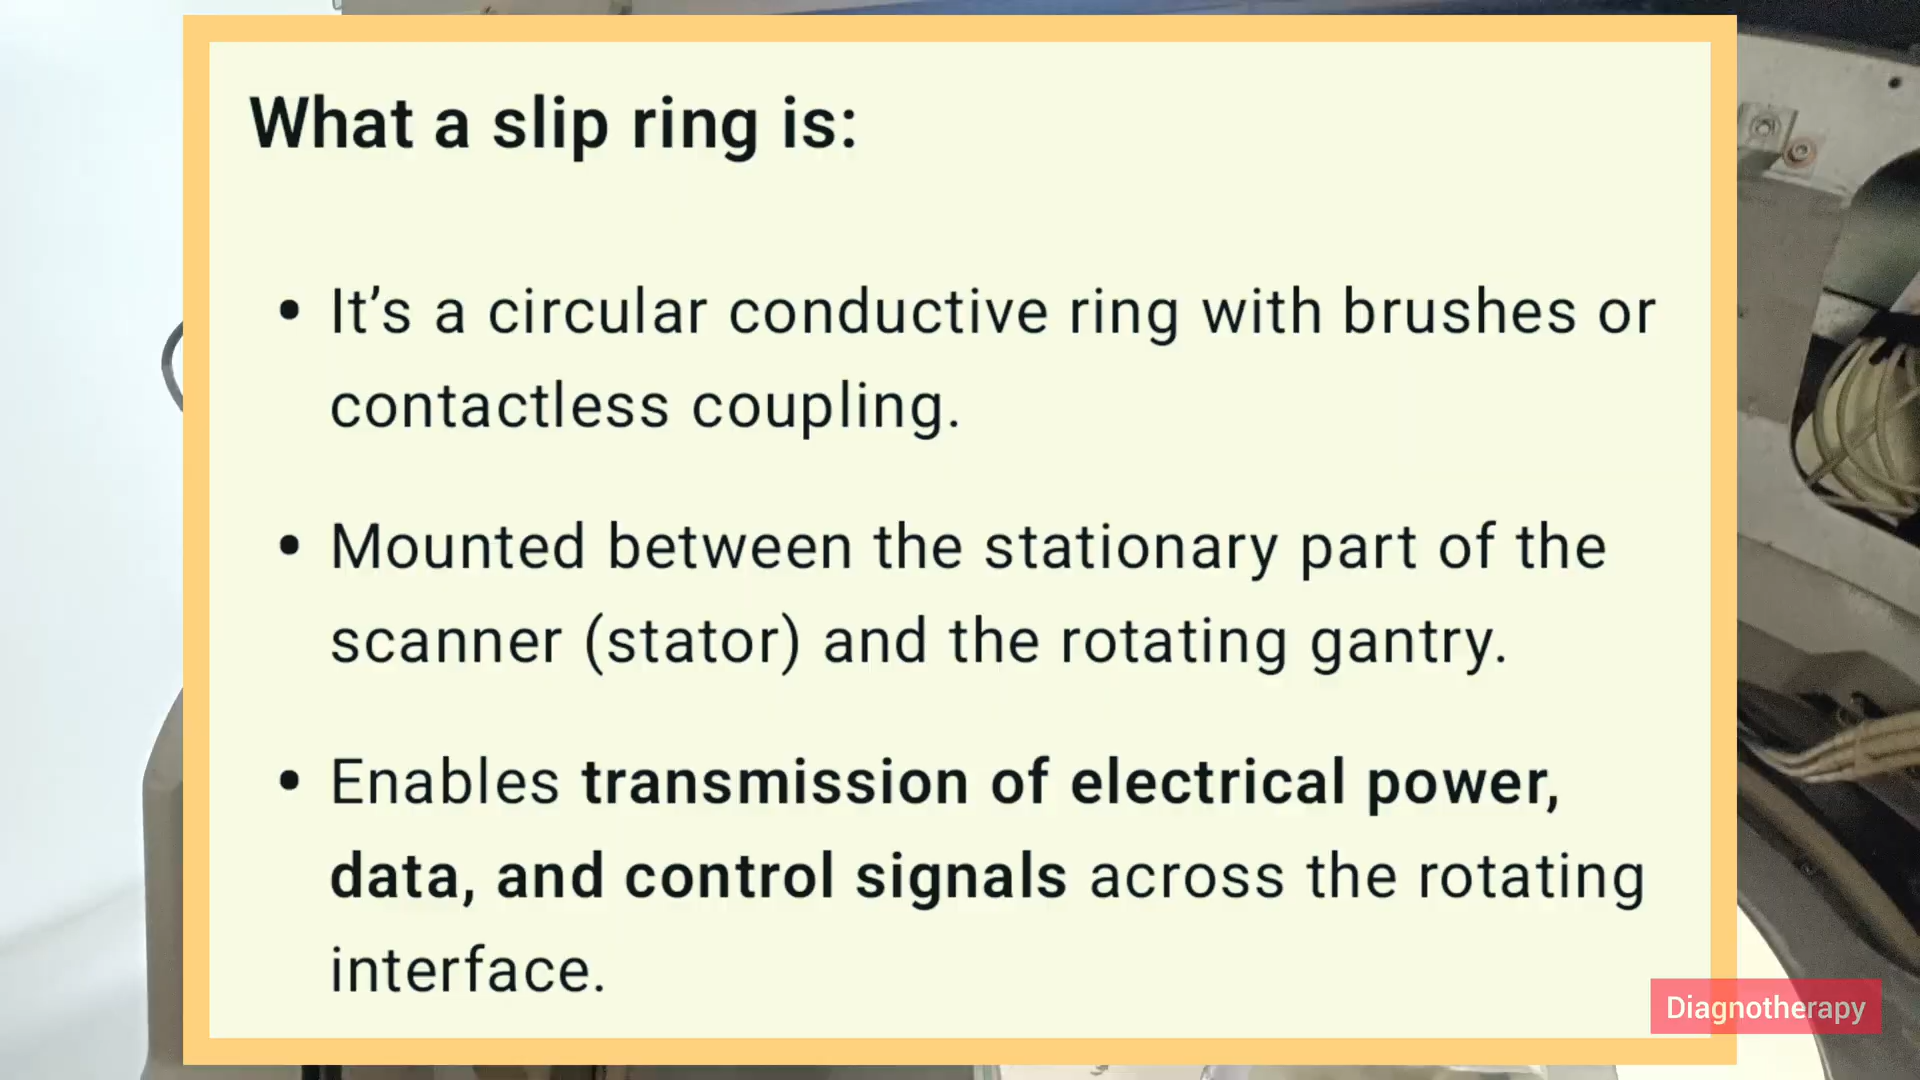 What a slip ring is:
• It’s a circular conductive ring with brushes or
contactless coupling.
• Mounted between the stationary part of the
scanner (stator) and the rotating gantry.
• Enables transmission of electrical power,
data, and control signals across the rotating
interface.
Diagnotherapy